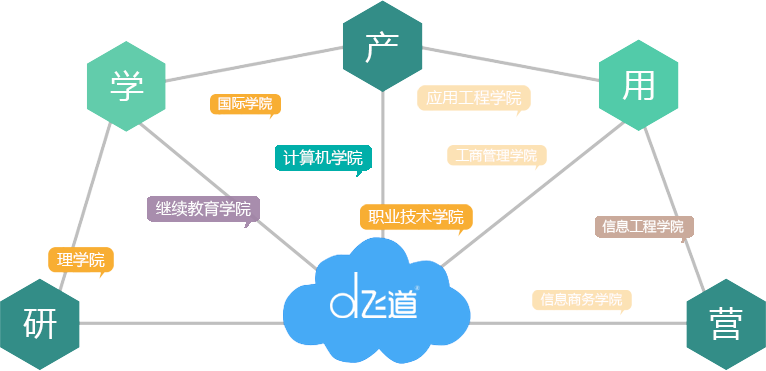 产
学
用
应用工程学院
国际学院
计算机学院
工商管理学院
继续教育学院
职业技术学院
信息工程学院
理学院
信息商务学院
研
飞道®
营